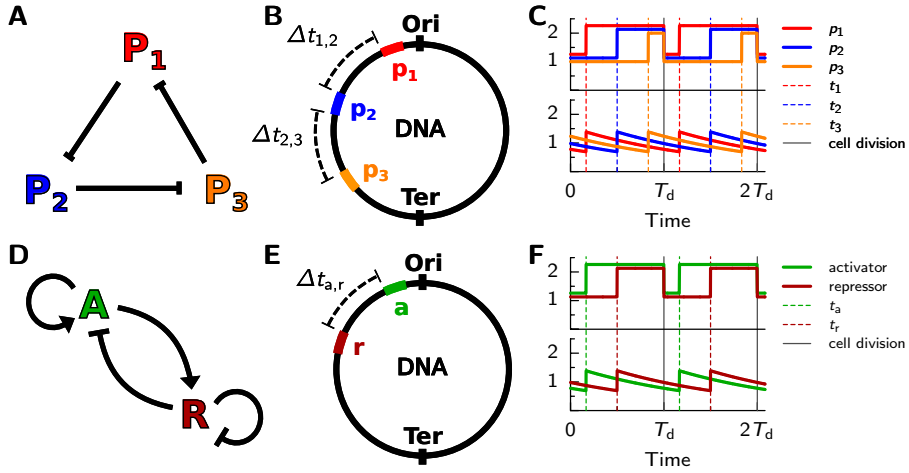 A
P1
P2
P3
B
Ori
Δt1,2
p1
p2
DNA
Δt2,3
p3
Ter
C
2
1
2
1
0
Td
2Td
Time
p1
p2
p3
t1
t2
t3
cell division
D
A
R
E
Ori
Δta,r
a
r
DNA
Ter
F
2
1
2
1
0
Td
2Td
Time
activator
repressor
ta
tr
cell division